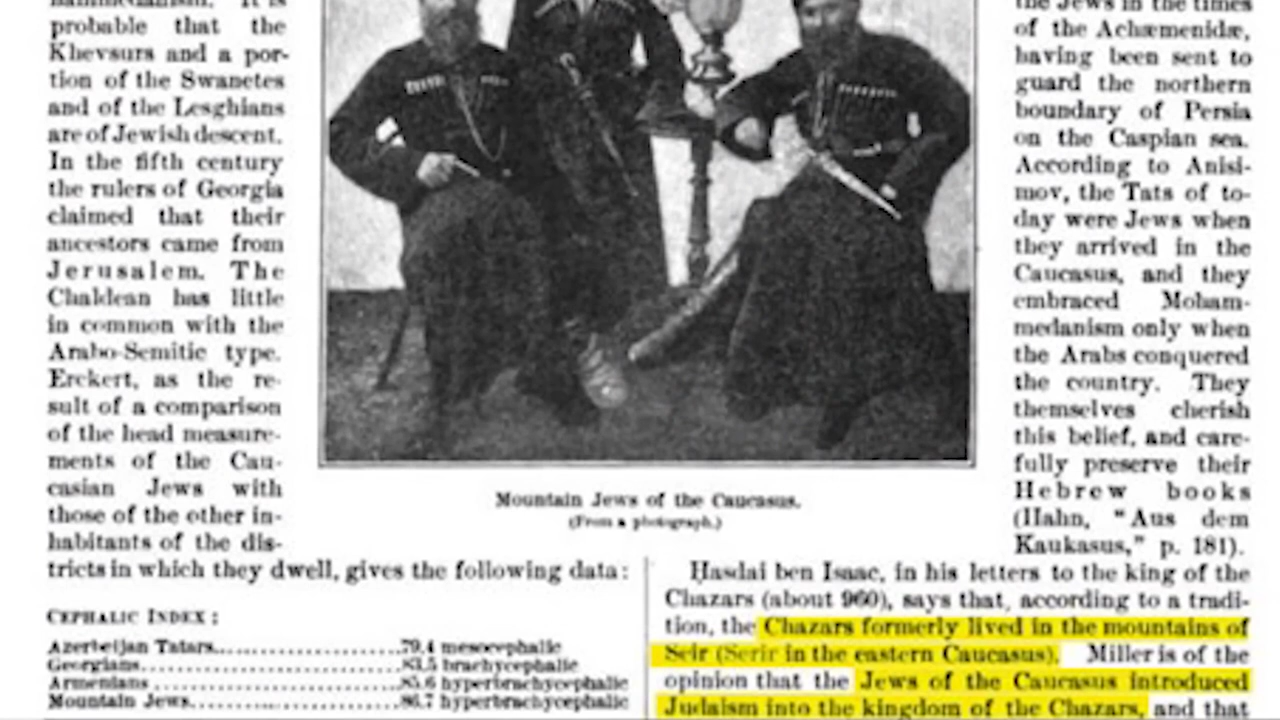 hammedanism. It is
probable that the
Khevsurs and a por-
tion of the Swanetes
and of the Lesghians
are of Jewish descent.
In the fifth century
the rulers of Georgia
claimed that their
ancestors came from
Jerusalem. The
Chaldean has little
in common with the
Arabo-Semitic type.
Erckert, as the re-
sult of a comparison
of the head measure-
ments of the Cau-
casian Jews with
those of the other in-
habitants of the dis-
tricts in which they dwell, gives the following data:
CEPHALIC INDEX:
Azerbeijan Tatars..............................79.4 mesocephalic
Georgians......................................83.5 brachycephalic
Armenians......................................85.6 hyperbrachycephalic
Mountain Jews..................................86.7 hyperbrachycephalic
Mountain Jews of the Caucasus.
(From a photograph.)
the Jews in the times
of the Achæmenidæ,
having been sent to
guard the northern
boundary of Persia
on the Caspian sea.
According to Anisi-
mov, the Tats of to-
day were Jews when
they arrived in the
Caucasus, and they
embraced Moham-
medanism only when
the Arabs conquered
the country. They
themselves cherish
this belief, and care-
fully preserve their
Hebrew books
(Hahn, "Aus dem
Kaukasus," p. 181).
Ḥasdai ben Isaac, in his letters to the king of the
Chazars (about 960), says that, according to a tradi-
tion, the Chazars formerly lived in the mountains of
Seir (Serir in the eastern Caucasus). Miller is of the
opinion that the Jews of the Caucasus introduced
Judaism into the kingdom of the Chazars, and that